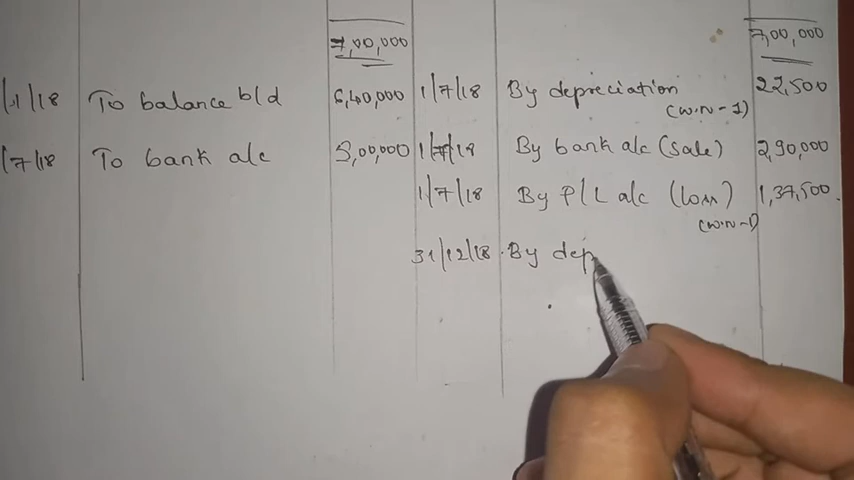 7,00,000 7,00,000
1/1/18 To balance b/d 6,40,000 1/7/18 By depreciation 22,500
(w.n-1)
1/7/18 To bank a/c 5,00,000 1/7/18 By bank a/c (Sale) 2,90,000
1/7/18 By P/L a/c (loss) 1,37,500.
(w.n-1)
31/12/18 . By dep